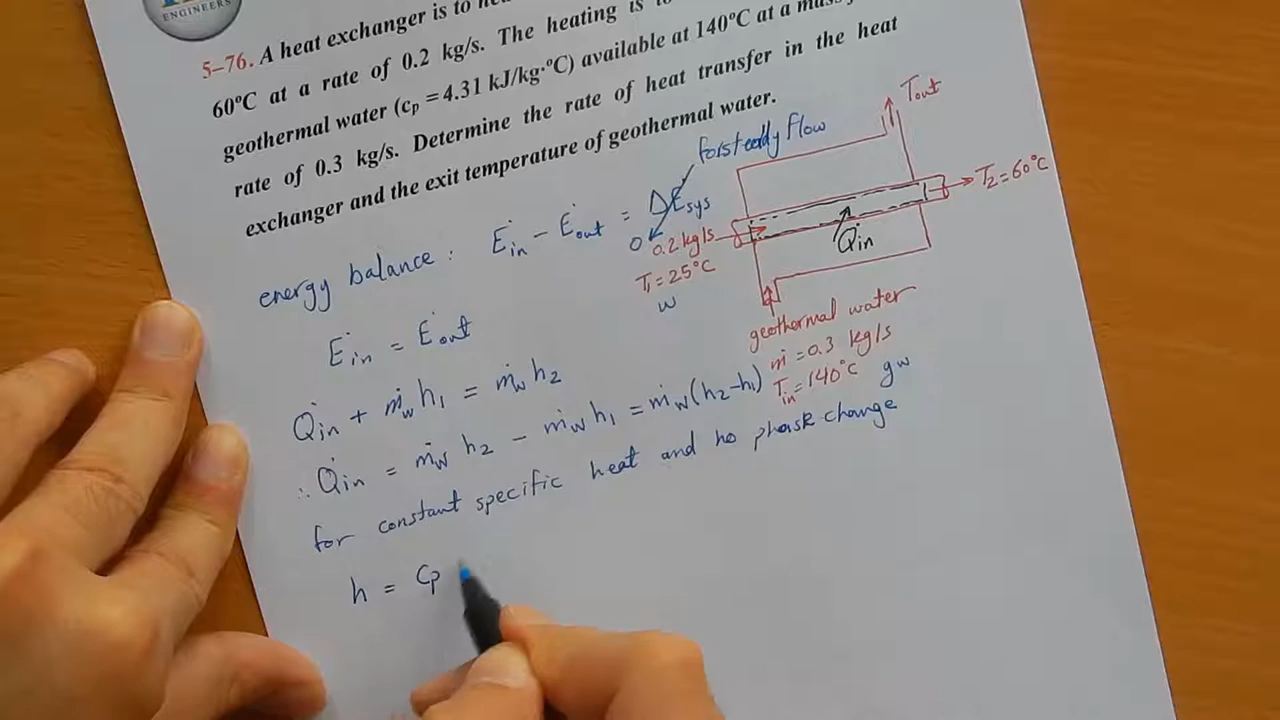 ENGINEERS
5–76. A heat exchanger is to
60ºC at a rate of 0.2 kg/s. The heating is
geothermal water (cp = 4.31 kJ/kg·ºC) available at 140ºC at a
rate of 0.3 kg/s. Determine the rate of heat transfer in the heat
exchanger and the exit temperature of geothermal water.
for steady flow
Tout
energy balance : Ėin − Ėout = ΔĖsys
0
0.2 kg/s
T1 = 25°C
w
T2 = 60°C
Q̇in
geothermal water
ṁ = 0.3 kg/s
Tin = 140°C gw
Ėin = Ėout
Q̇in + ṁw h1 = ṁw h2
∴ Q̇in = ṁw h2 − ṁw h1 = ṁw (h2-h1)
for constant specific heat and no phase change
h = Cp